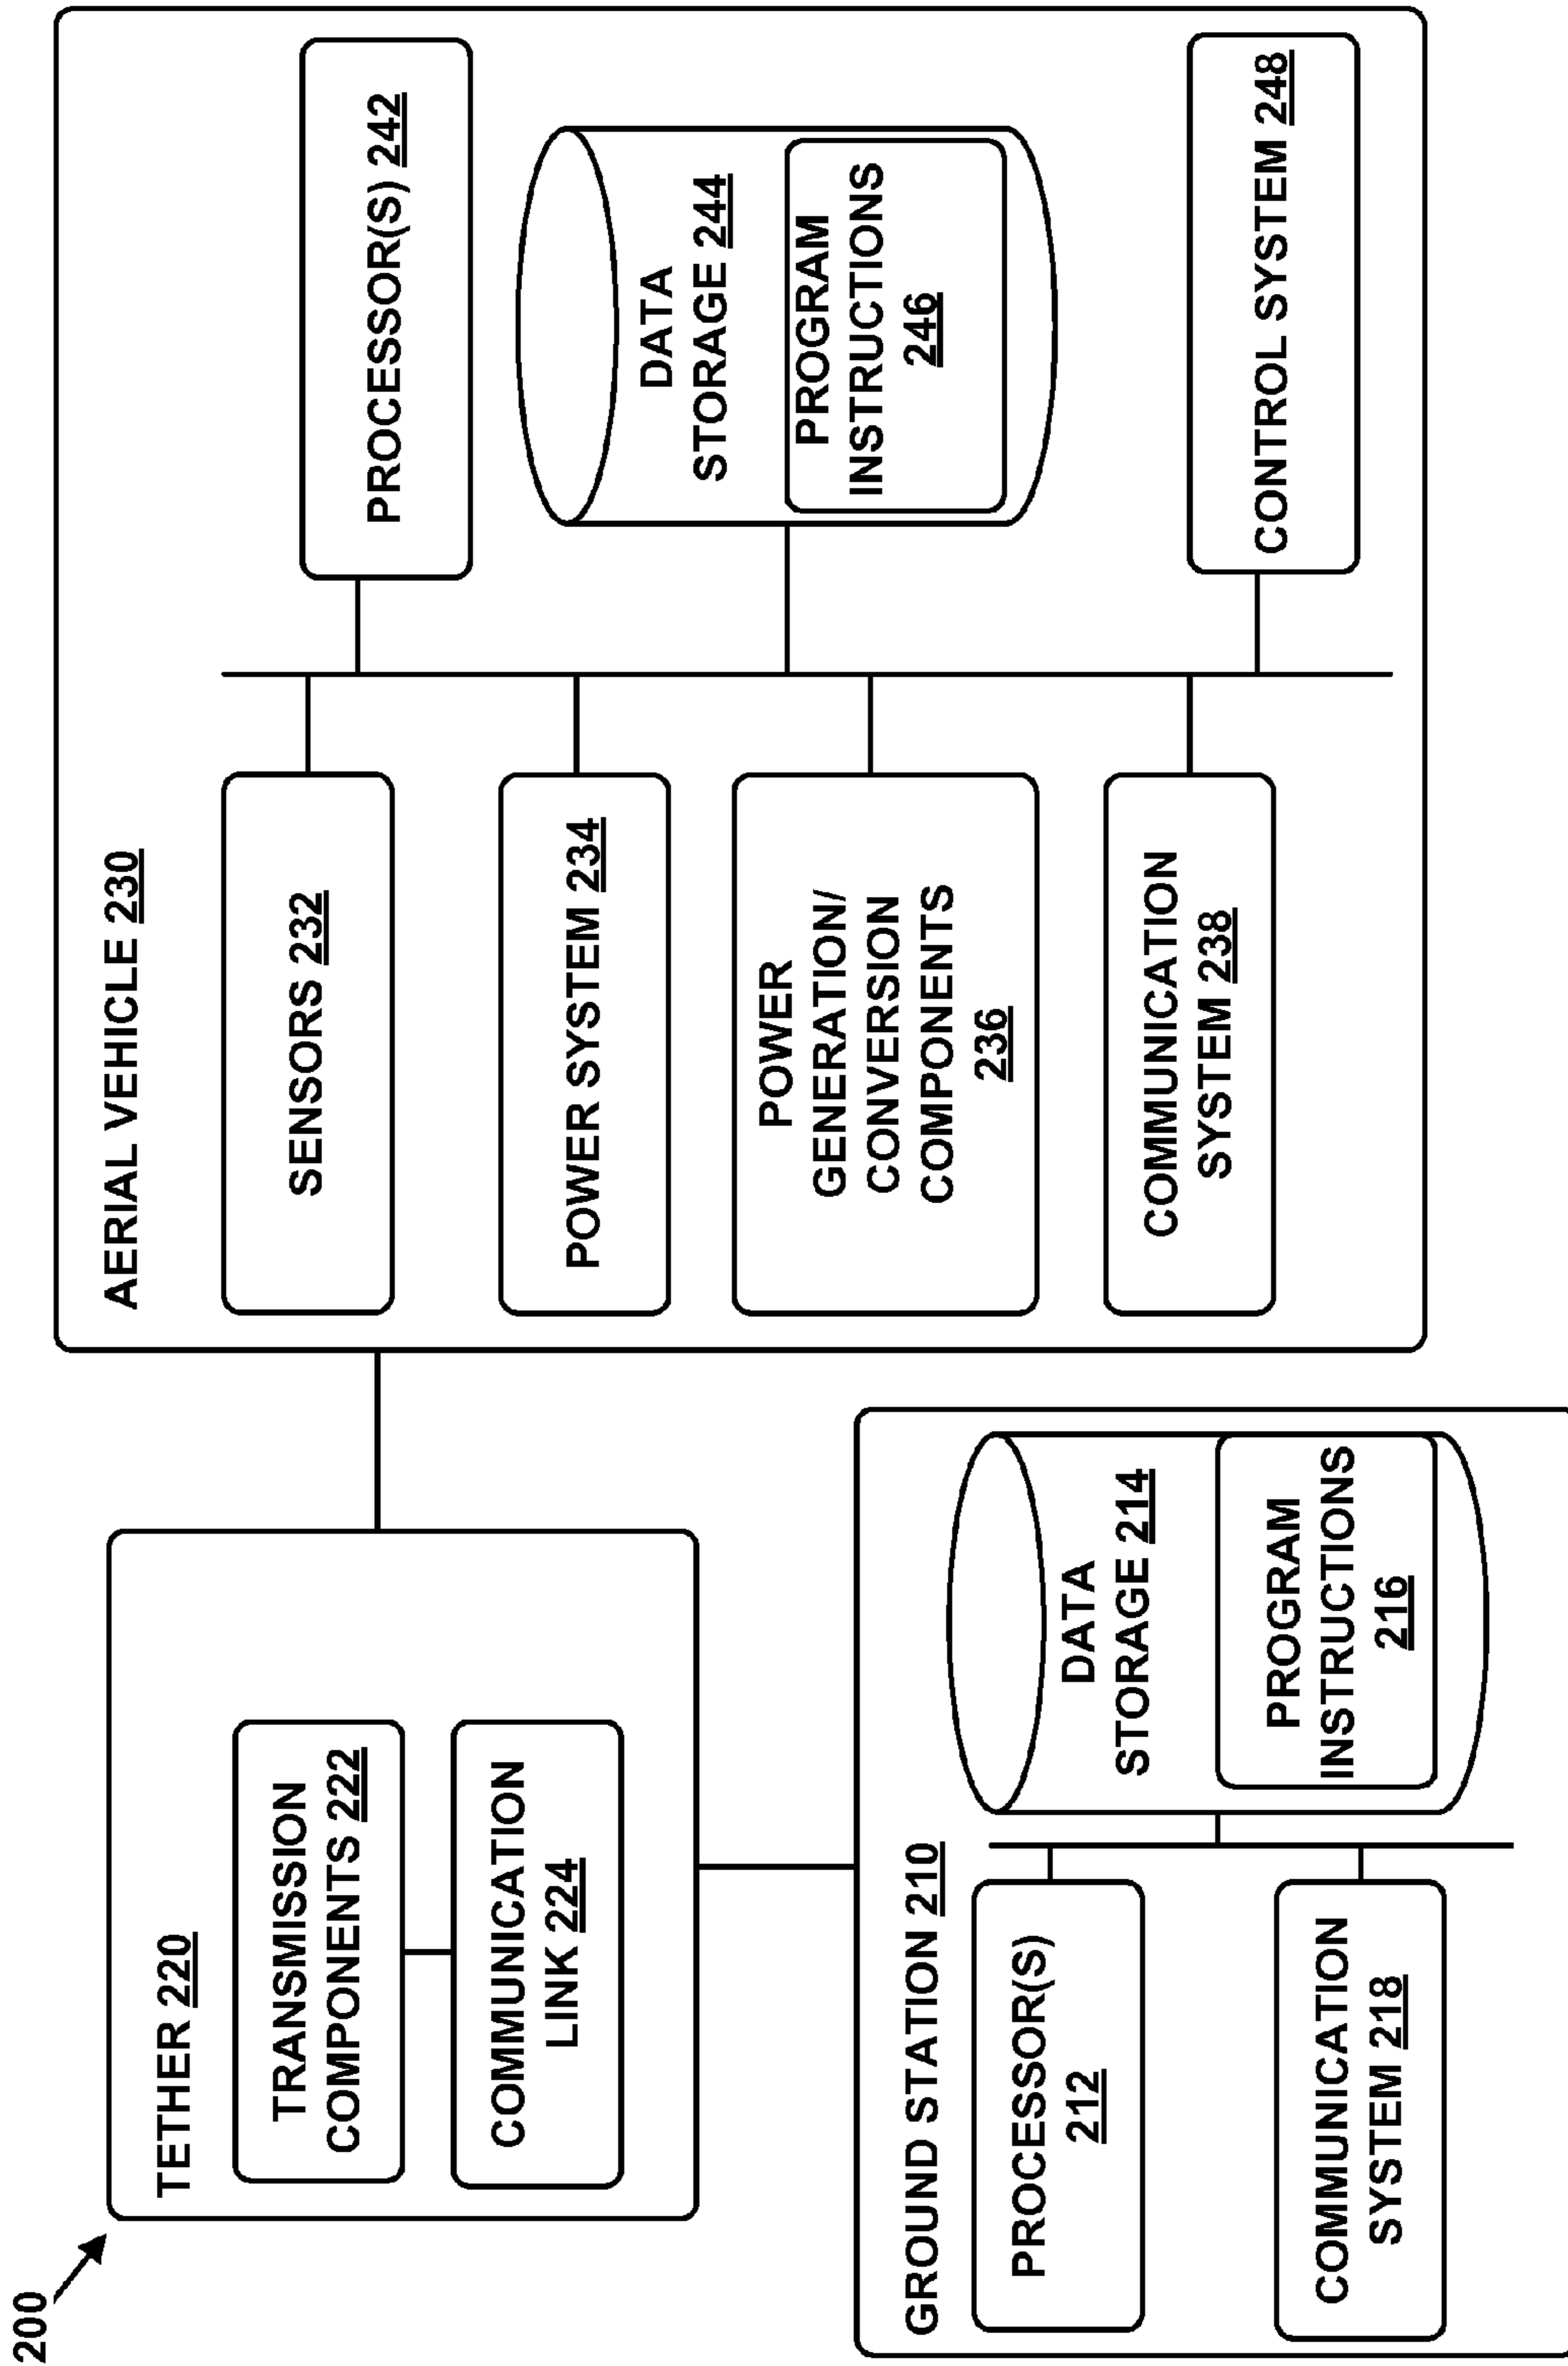 200
TETHER 220
TRANSMISSION
COMPONENTS 222
COMMUNICATION
LINK 224
GROUND STATION 210
PROCESSOR(S)
212
COMMUNICATION
SYSTEM 218
DATA
STORAGE 214
PROGRAM
INSTRUCTIONS
216
AERIAL VEHICLE 230
SENSORS 232
POWER SYSTEM 234
POWER
GENERATION/
CONVERSION
COMPONENTS
236
COMMUNICATION
SYSTEM 238
PROCESSOR(S) 242
DATA
STORAGE 244
PROGRAM
INSTRUCTIONS
246
CONTROL SYSTEM 248